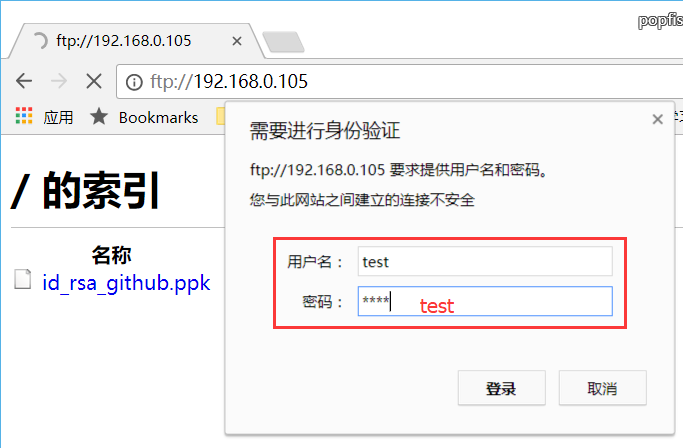 popfis
ftp://192.168.0.105
ftp://192.168.0.105
应用
Bookmarks
/ 的索引
名称
id_rsa_github.ppk
需要进行身份验证
ftp://192.168.0.105 要求提供用户名和密码。
您与此网站之间建立的连接不安全
用户名： test
密码： **** test
登录 取消